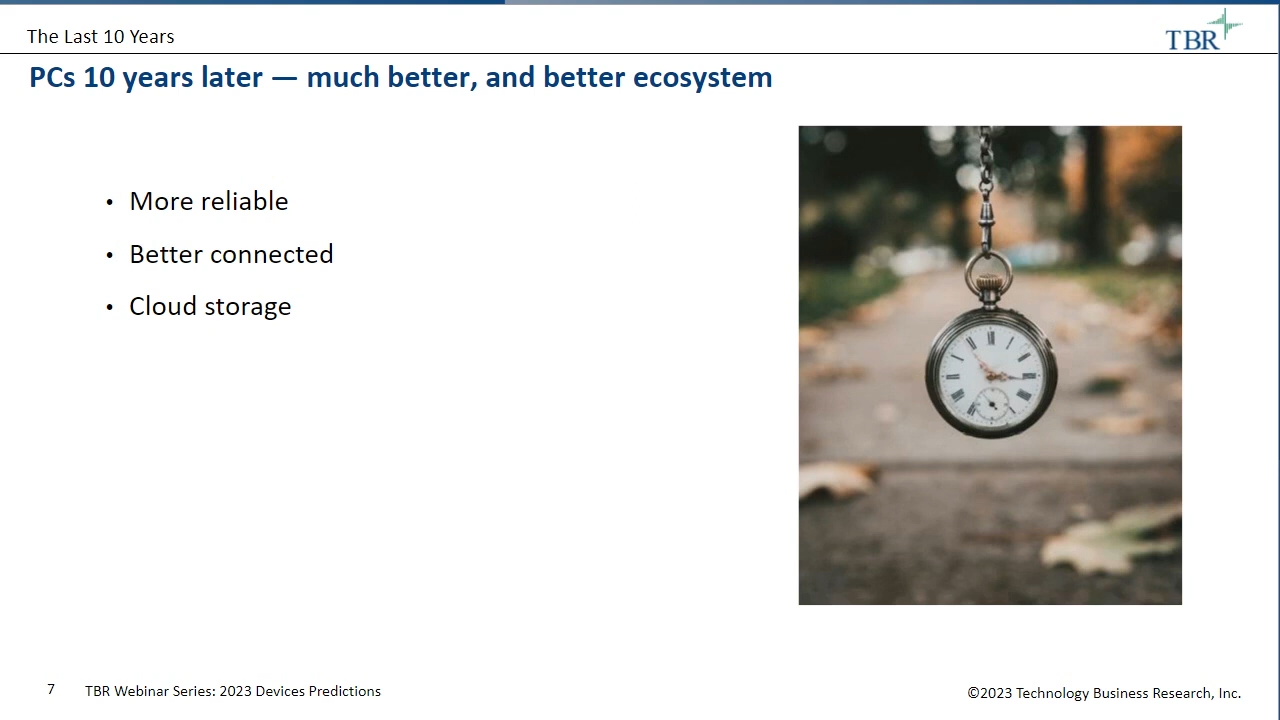 The Last 10 Years
TBR
PCs 10 years later — much better, and better ecosystem
• More reliable
• Better connected
• Cloud storage
7 TBR Webinar Series: 2023 Devices Predictions
©2023 Technology Business Research, Inc.